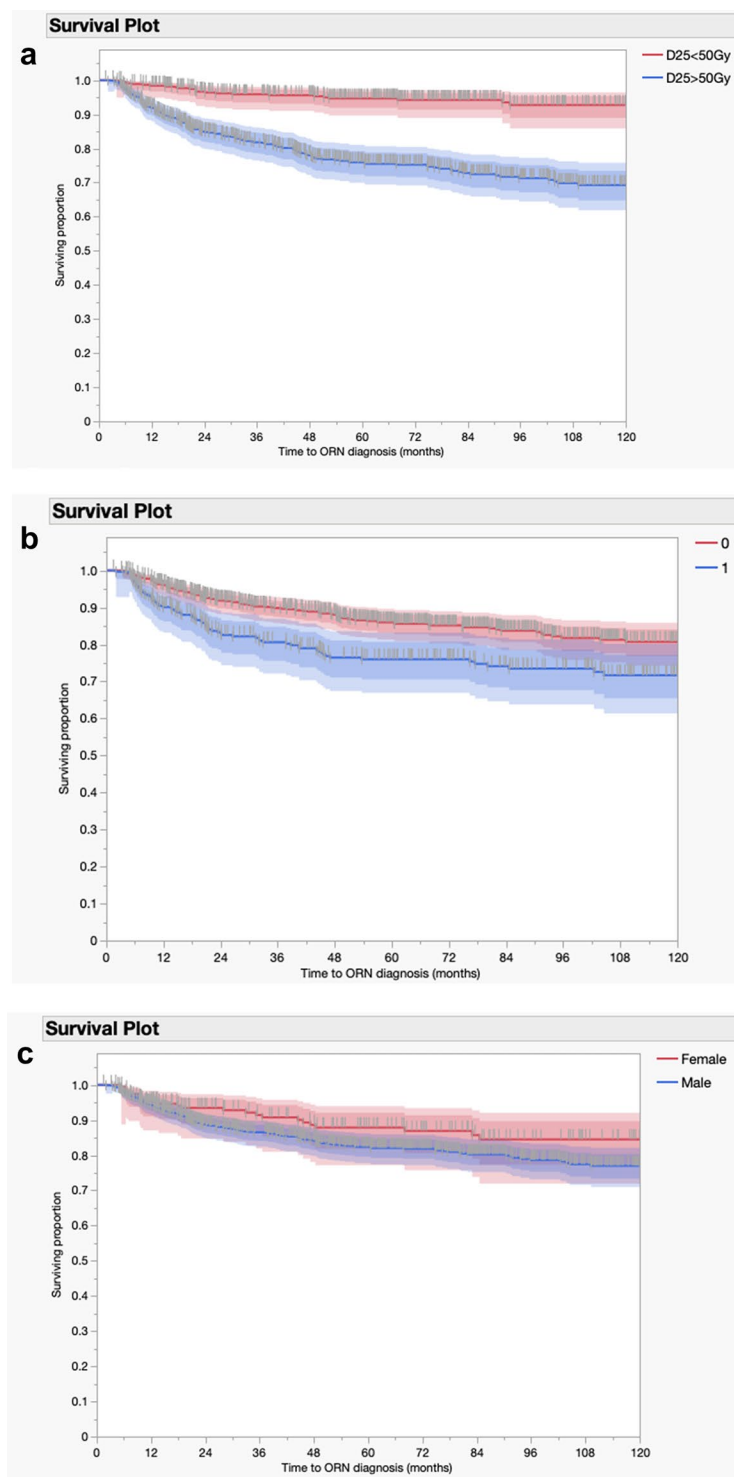 Survival Plot
a
D25<50Gy
D25>50Gy
1.0
0.9
0.8
0.7
0.6
0.5
0.4
0.3
0.2
0.1
0
Surviving proportion
0 12 24 36 48 60 72 84 96 108 120
Time to ORN diagnosis (months)
Survival Plot
b
0
1
1.0
0.9
0.8
0.7
0.6
0.5
0.4
0.3
0.2
0.1
0
Surviving proportion
0 12 24 36 48 60 72 84 96 108 120
Time to ORN diagnosis (months)
Survival Plot
c
Female
Male
1.0
0.9
0.8
0.7
0.6
0.5
0.4
0.3
0.2
0.1
0
Surviving proportion
0 12 24 36 48 60 72 84 96 108 120
Time to ORN diagnosis (months)